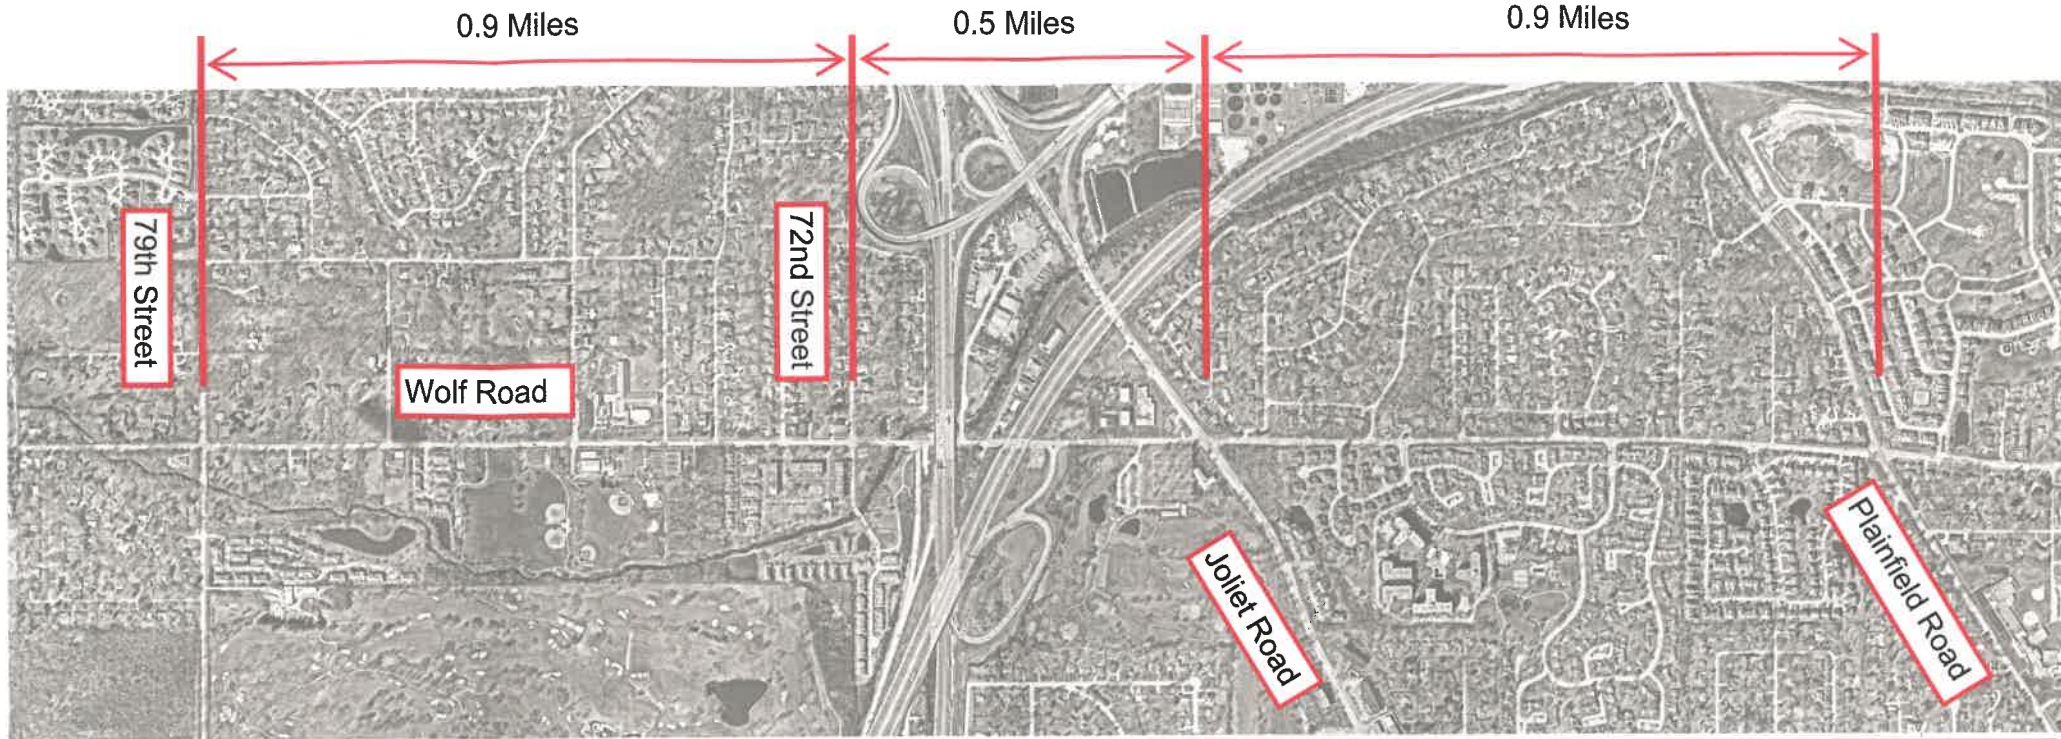 0.9 Miles
0.5 Miles
0.9 Miles
79th Street
72nd Street
Wolf Road
Joliet Road
Plainfield Road